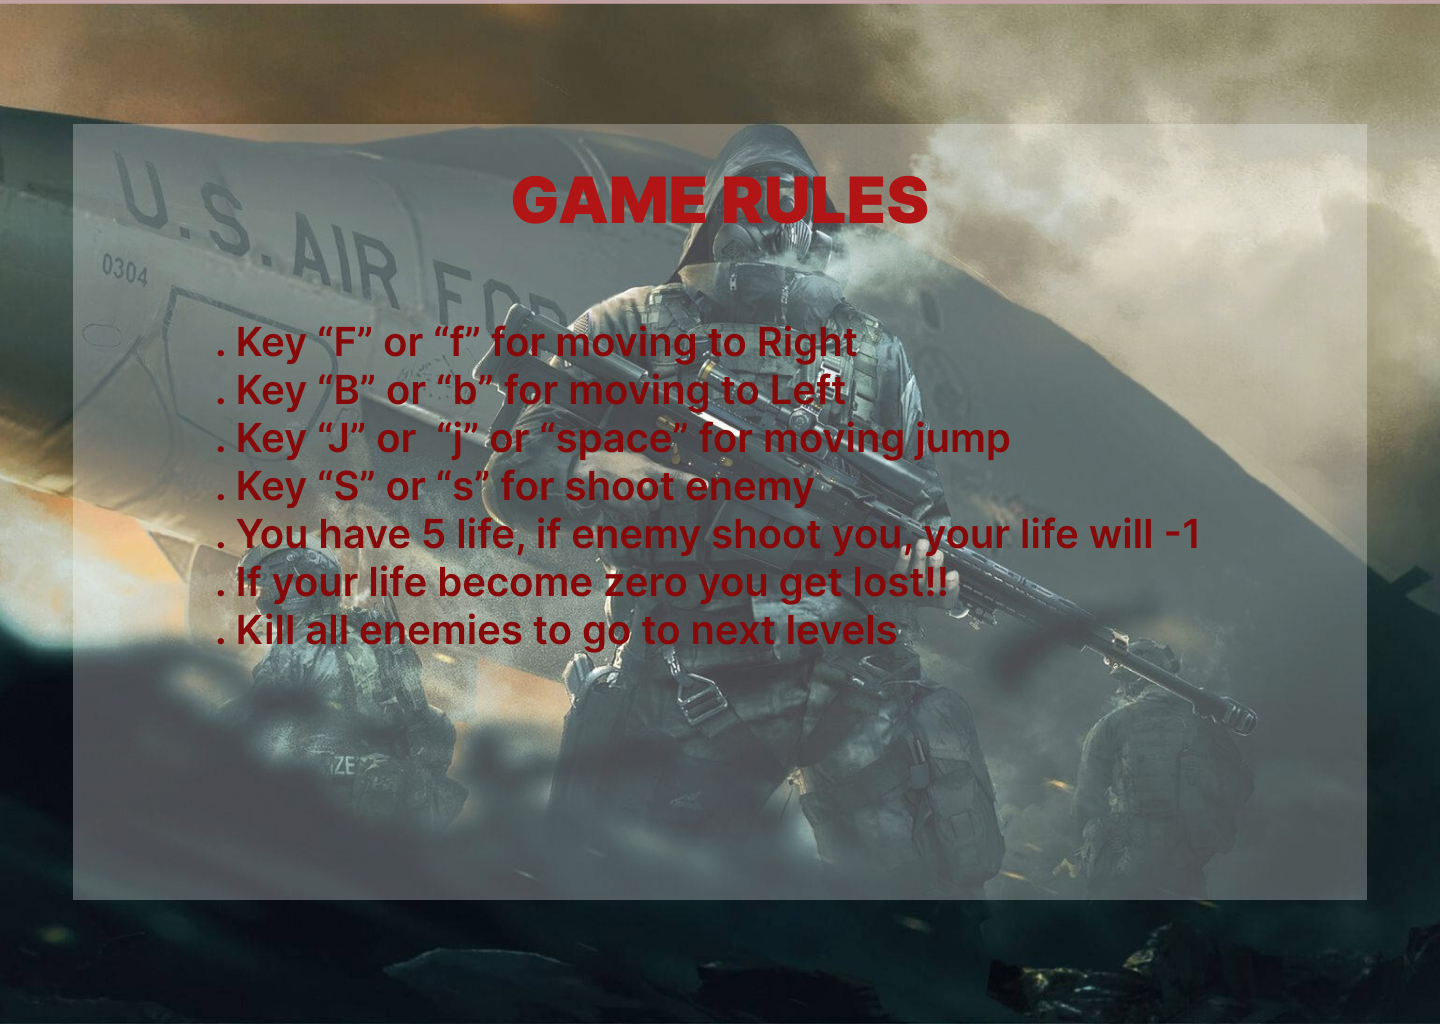 GAME RULES
U.S. AIR FOR
0304
. Key “F” or “f” for moving to Right
. Key “B” or “b” for moving to Left
. Key “J” or  “j” or “space” for moving jump
. Key “S” or “s” for shoot enemy
. You have 5 life, if enemy shoot you, your life will -1
. If your life become zero you get lost!!
. Kill all enemies to go to next levels
ZE